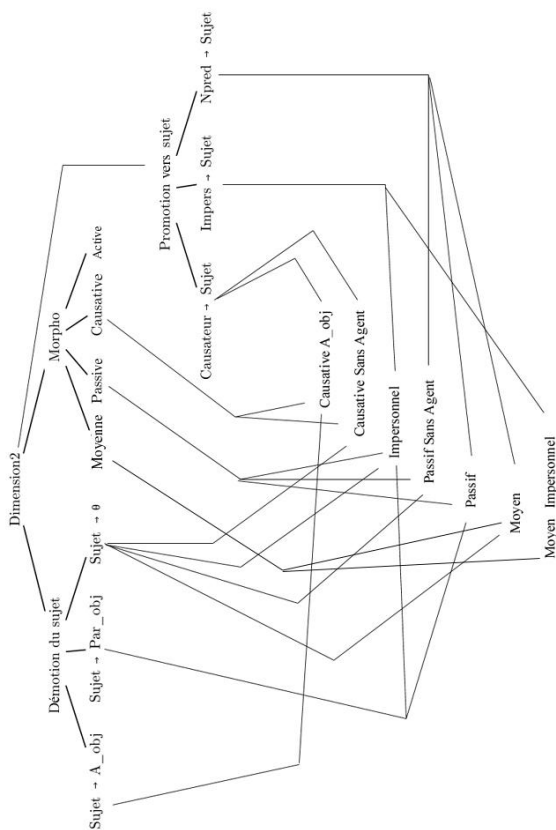 Dimension2
Démotion du sujet
Morpho
Promotion vers sujet
Sujet → A_obj
Sujet → Par_obj
Sujet → θ
Moyenne
Passive
Causative
Active
Causateur → Sujet
Impers → Sujet
Npred → Sujet
Causative A_obj
Causative Sans Agent
Impersonnel
Passif Sans Agent
Passif
Moyen
Moyen Impersonnel